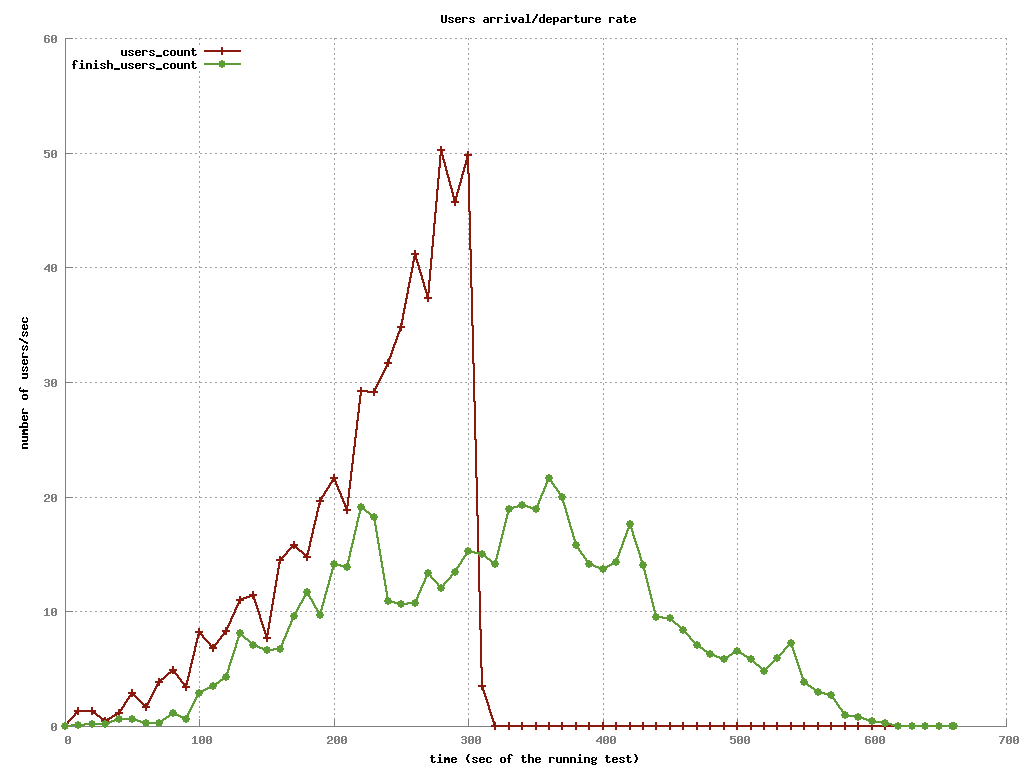 Users arrival/departure rate
60
users_count
finish_users_count
50
40
30
20
10
0
number of users/sec
0 100 200 300 400 500 600 700
time (sec of the running test)